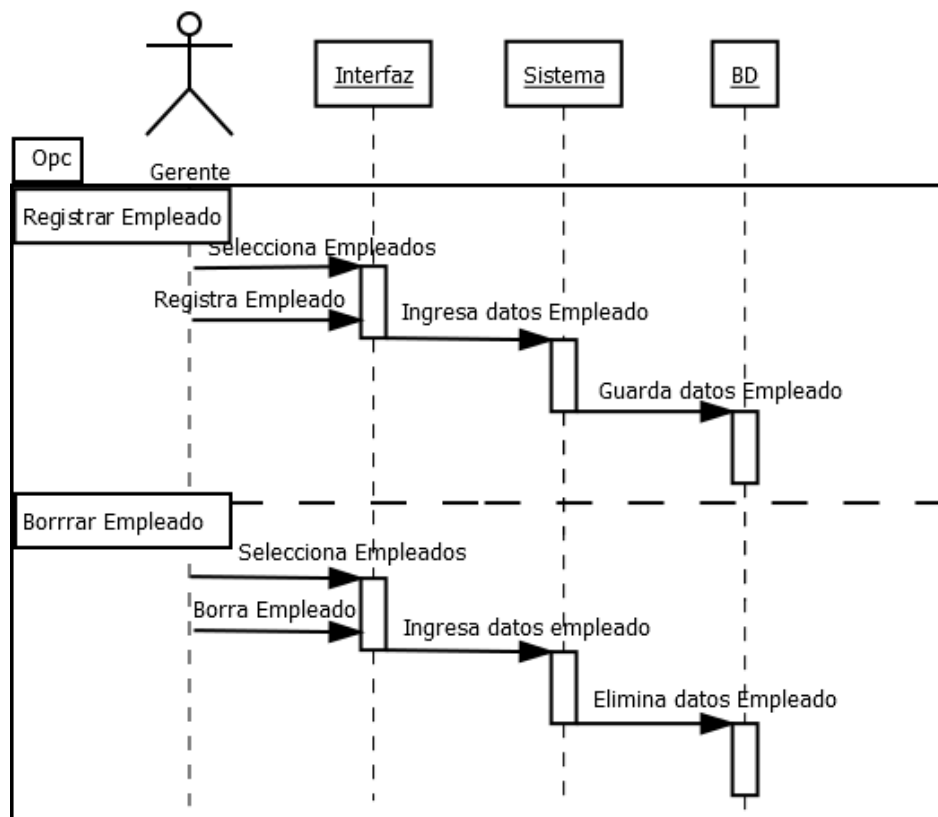 Interfaz
Sistema
BD
Opc
Gerente
Registrar Empleado
Selecciona Empleados
Registra Empleado
Ingresa datos Empleado
Guarda datos Empleado
Borrrar Empleado
Selecciona Empleados
Borra Empleado
Ingresa datos empleado
Elimina datos Empleado